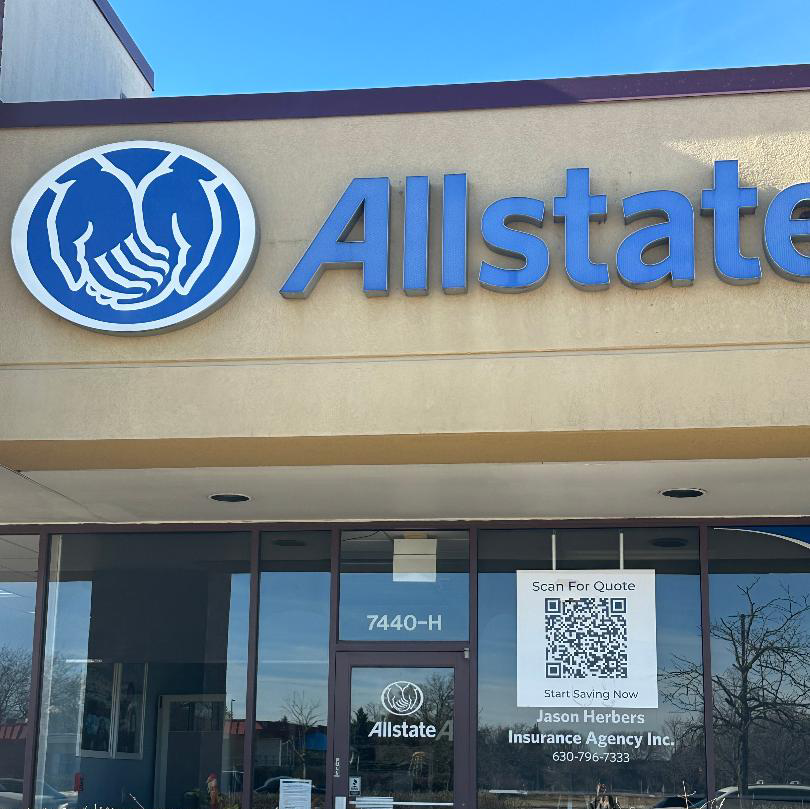 Allstate
7440-H
Scan For Quote
Start Saving Now
Jason Herbers
Insurance Agency Inc.
630-796-7333
Allstate